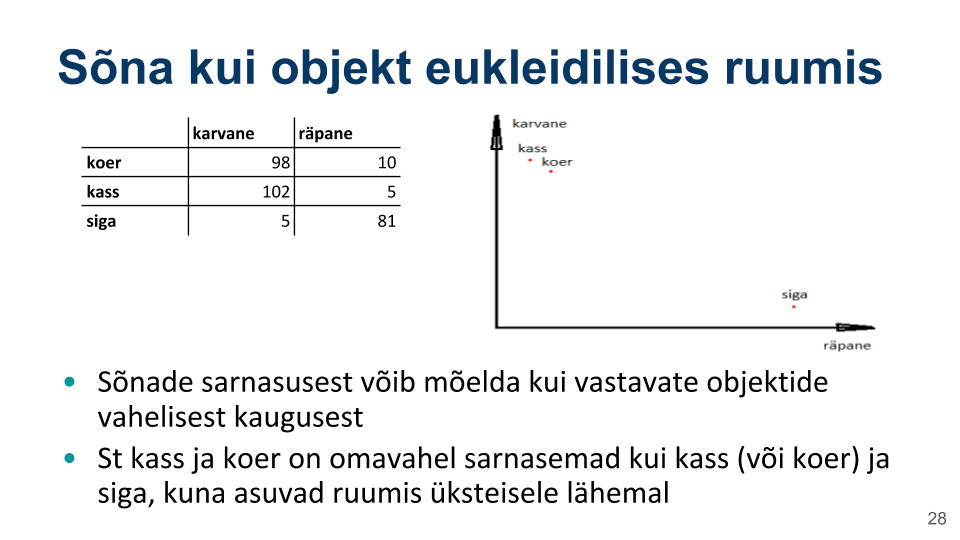 Sõna kui objekt eukleidilises ruumis
karvane räpane
koer 98 10
kass 102 5
siga 5 81
karvane
kass
koer
siga
räpane
Sõnade sarnasusest võib mõelda kui vastavate objektide
vahelisest kaugusest
St kass ja koer on omavahel sarnasemad kui kass (või koer) ja
siga, kuna asuvad ruumis üksteisele lähemal
28